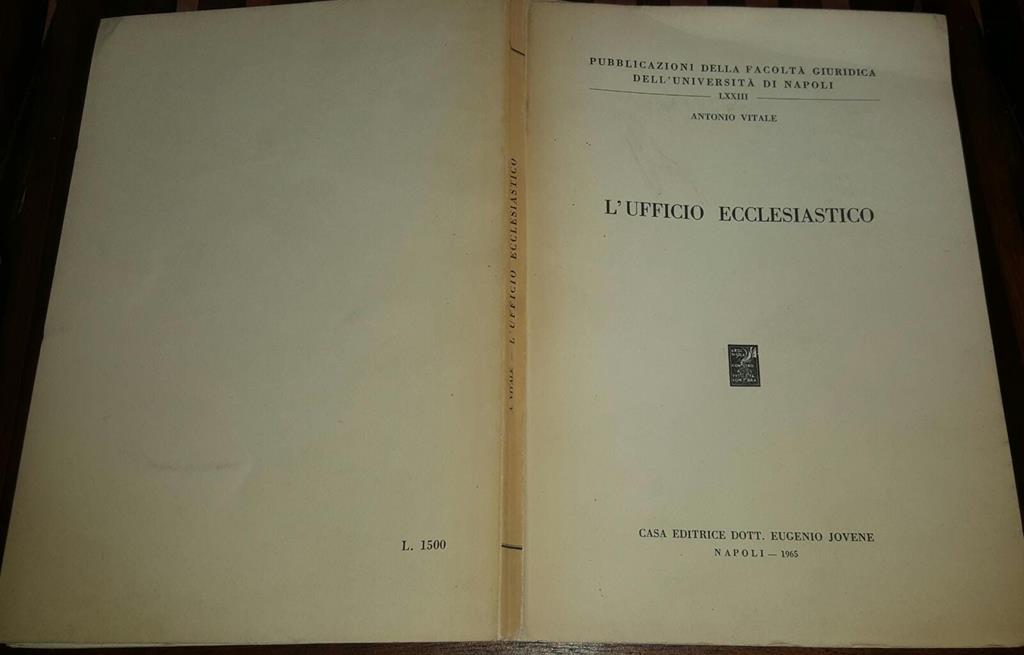 PUBBLICAZIONI DELLA FACOLTÀ GIURIDICA
DELL'UNIVERSITÀ DI NAPOLI
LXXIII
ANTONIO VITALE
L'UFFICIO ECCLESIASTICO
CASA EDITRICE DOTT. EUGENIO JOVENE
NAPOLI — 1965
A. VITALE — L'UFFICIO ECCLESIASTICO
L. 1500